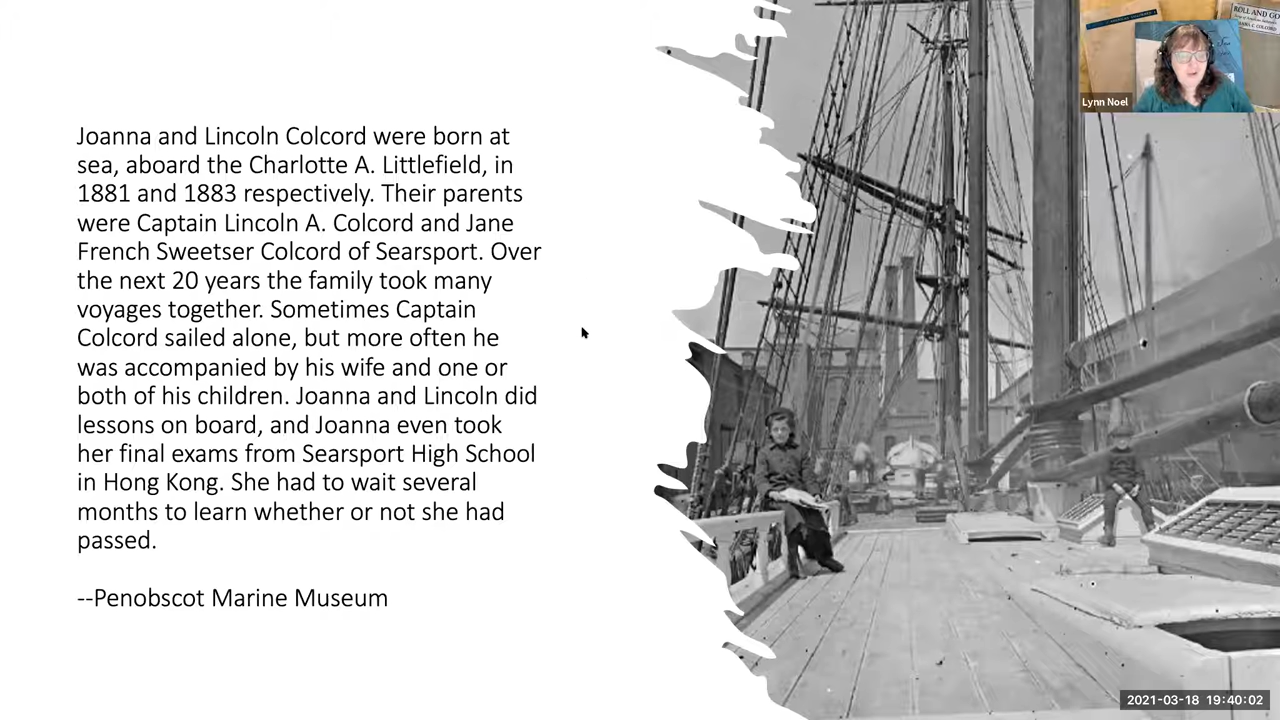 Joanna and Lincoln Colcord were born at
sea, aboard the Charlotte A. Littlefield, in
1881 and 1883 respectively. Their parents
were Captain Lincoln A. Colcord and Jane
French Sweetser Colcord of Searsport. Over
the next 20 years the family took many
voyages together. Sometimes Captain
Colcord sailed alone, but more often he
was accompanied by his wife and one or
both of his children. Joanna and Lincoln did
lessons on board, and Joanna even took
her final exams from Searsport High School
in Hong Kong. She had to wait several
months to learn whether or not she had
passed.
--Penobscot Marine Museum
ROLL AND GO
Lynn Noel
2021-03-18 19:40:02